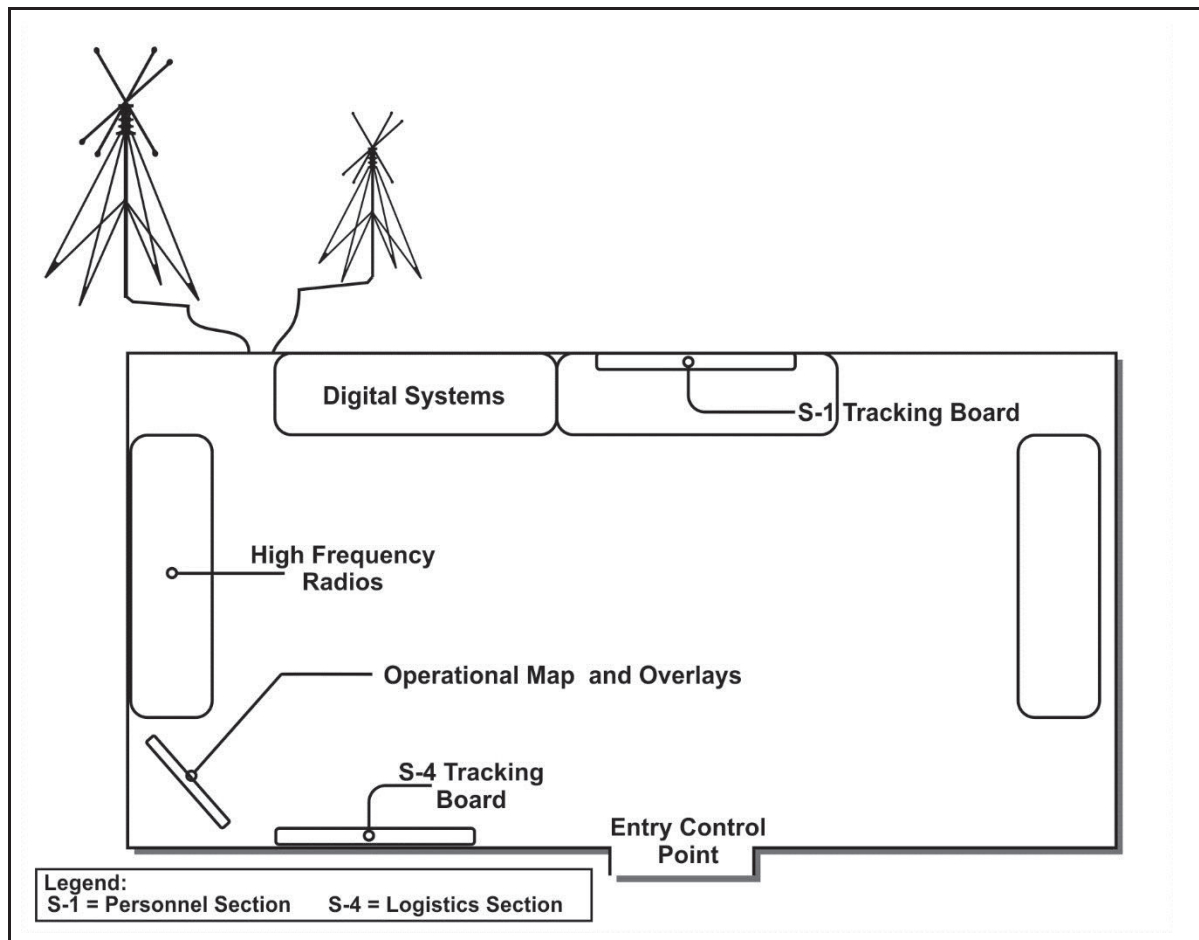 Digital Systems
S-1 Tracking Board
High Frequency
Radios
Operational Map and Overlays
S-4 Tracking
Board
Entry Control
Point
Legend:
S-1 = Personnel Section S-4 = Logistics Section